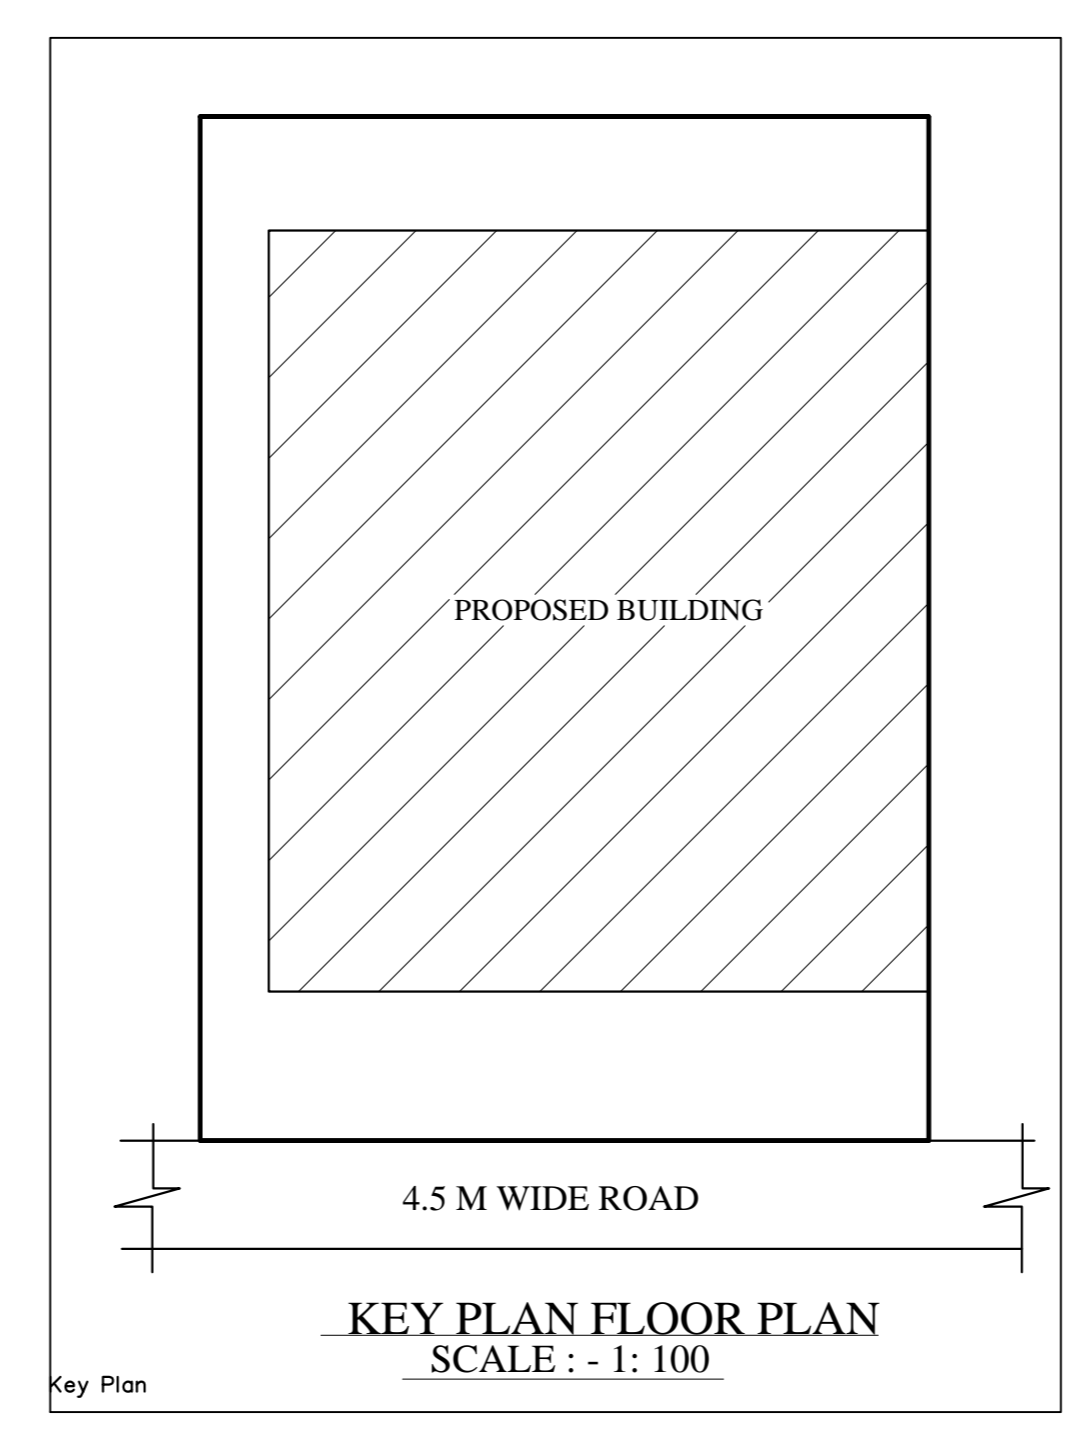 PROPOSED BUILDING
4.5 M WIDE ROAD
KEY PLAN FLOOR PLAN
SCALE : - 1: 100
Key Plan